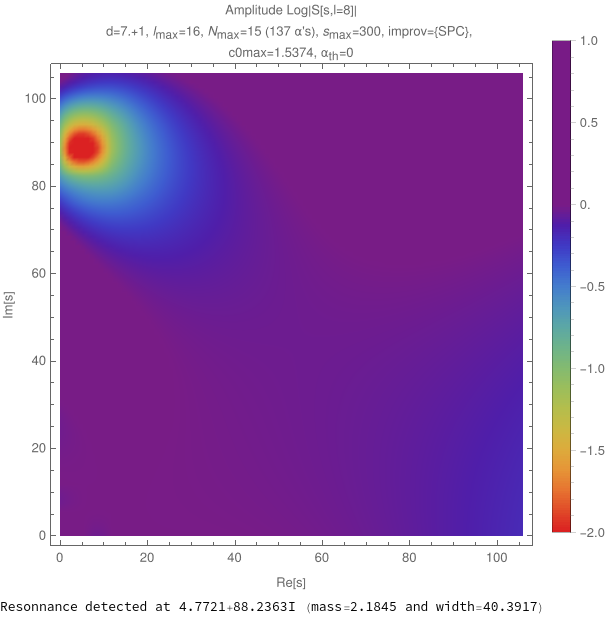 Amplitude Log|S[s,l=8]|
d=7.+1, lmax=16, Nmax=15 (137 α's), smax=300, improv={SPC},
c0max=1.5374, αth=0
1.0
0.5
0.
−0.5
−1.0
−1.5
−2.0
100
80
60
40
20
0
Im[s]
0 20 40 60 80 100
Re[s]
Resonnance detected at 4.7721+88.2363I (mass=2.1845 and width=40.3917)